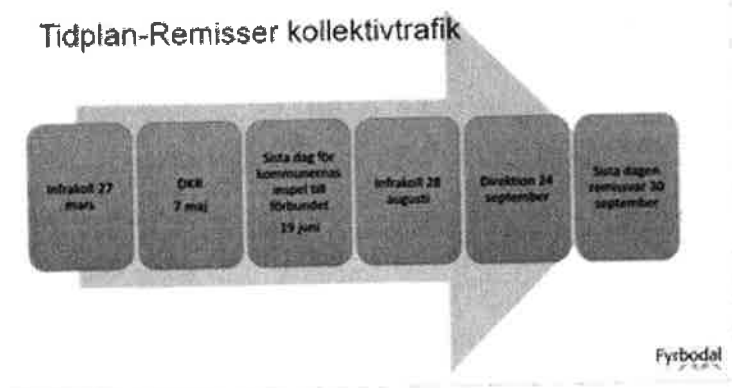 Tidplan-Remisser kollektivtrafik
Infrakoll 27
mars
DKR
7 maj
Sista dag för
kommunernas
inspel till
förbundet
19 juni
Infrakoll 28
augusti
Direktion 24
september
Sista dagen
remissvar 30
september
Fyrbodal